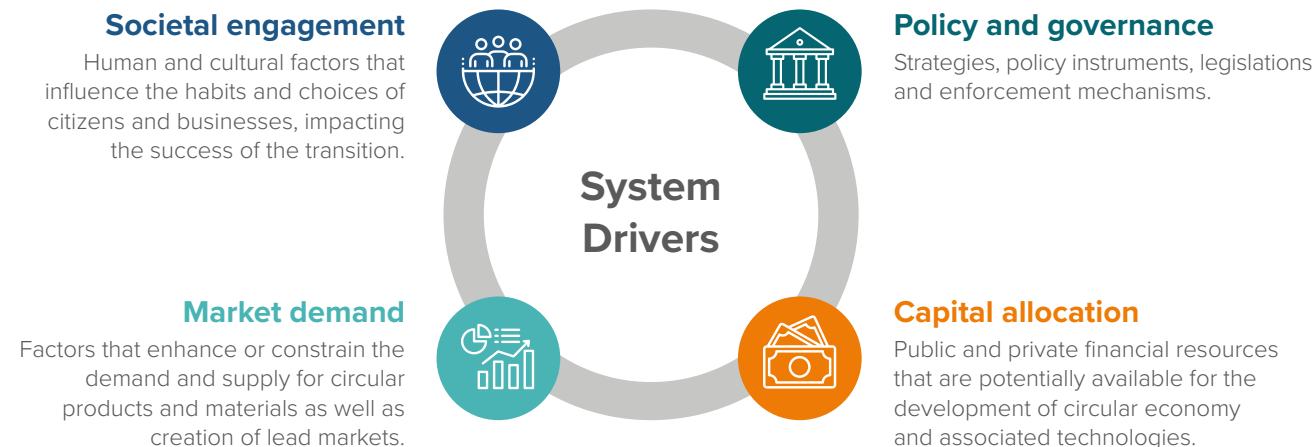 Societal engagement
Human and cultural factors that
influence the habits and choices of
citizens and businesses, impacting
the success of the transition.
Policy and governance
Strategies, policy instruments, legislations
and enforcement mechanisms.
System
Drivers
Market demand
Factors that enhance or constrain the
demand and supply for circular
products and materials as well as
creation of lead markets.
Capital allocation
Public and private financial resources
that are potentially available for the
development of circular economy
and associated technologies.